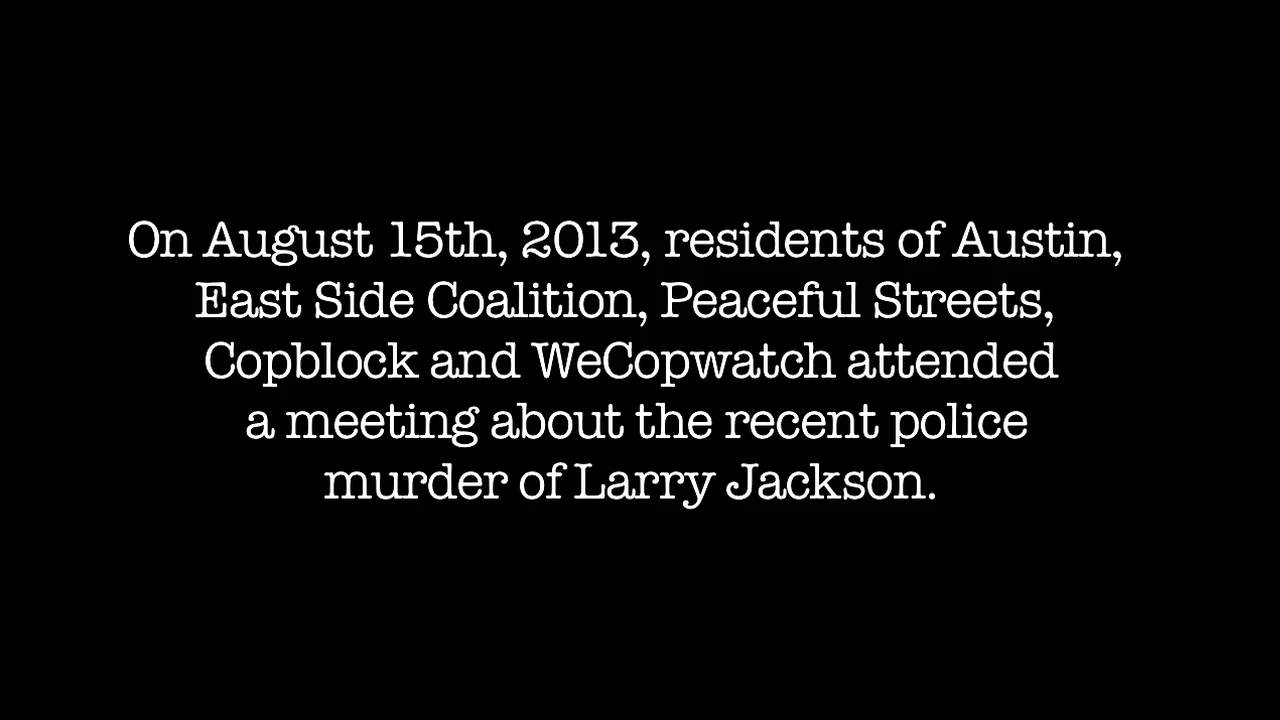 On August 15th, 2013, residents of Austin,
East Side Coalition, Peaceful Streets,
Copblock and WeCopwatch attended
a meeting about the recent police
murder of Larry Jackson.